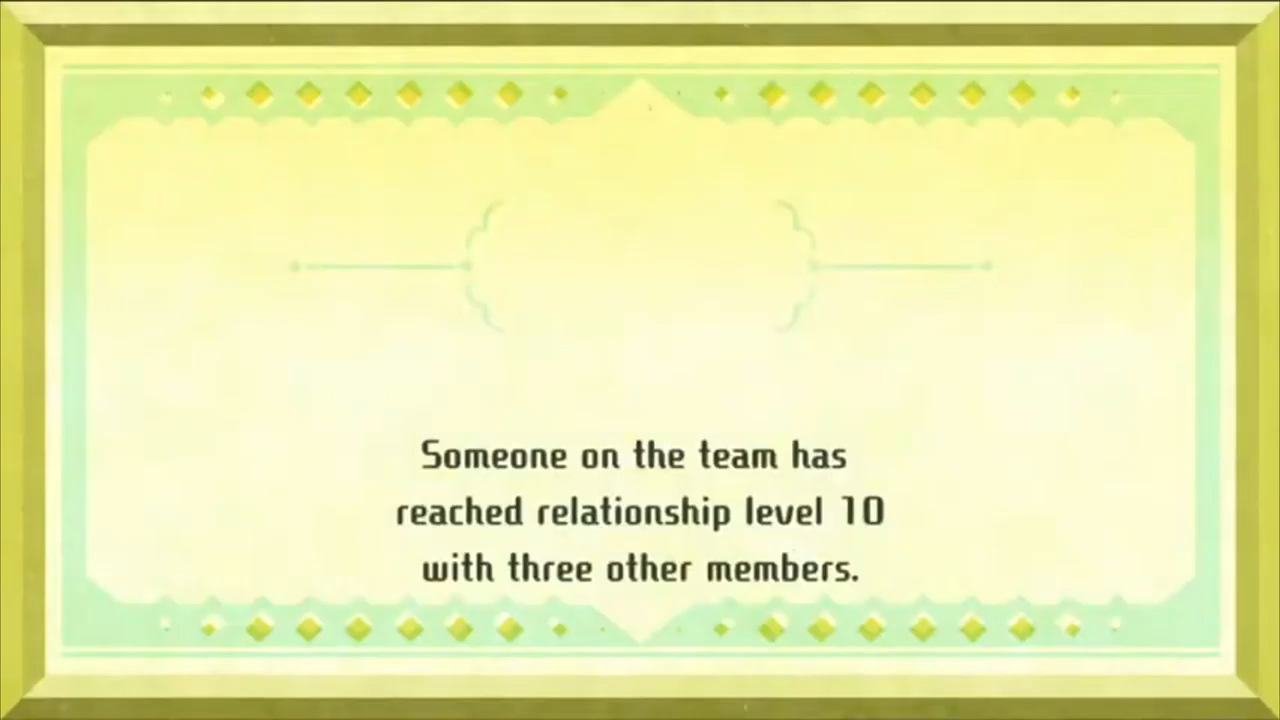 Someone on the team has
reached relationship level 10
with three other members.